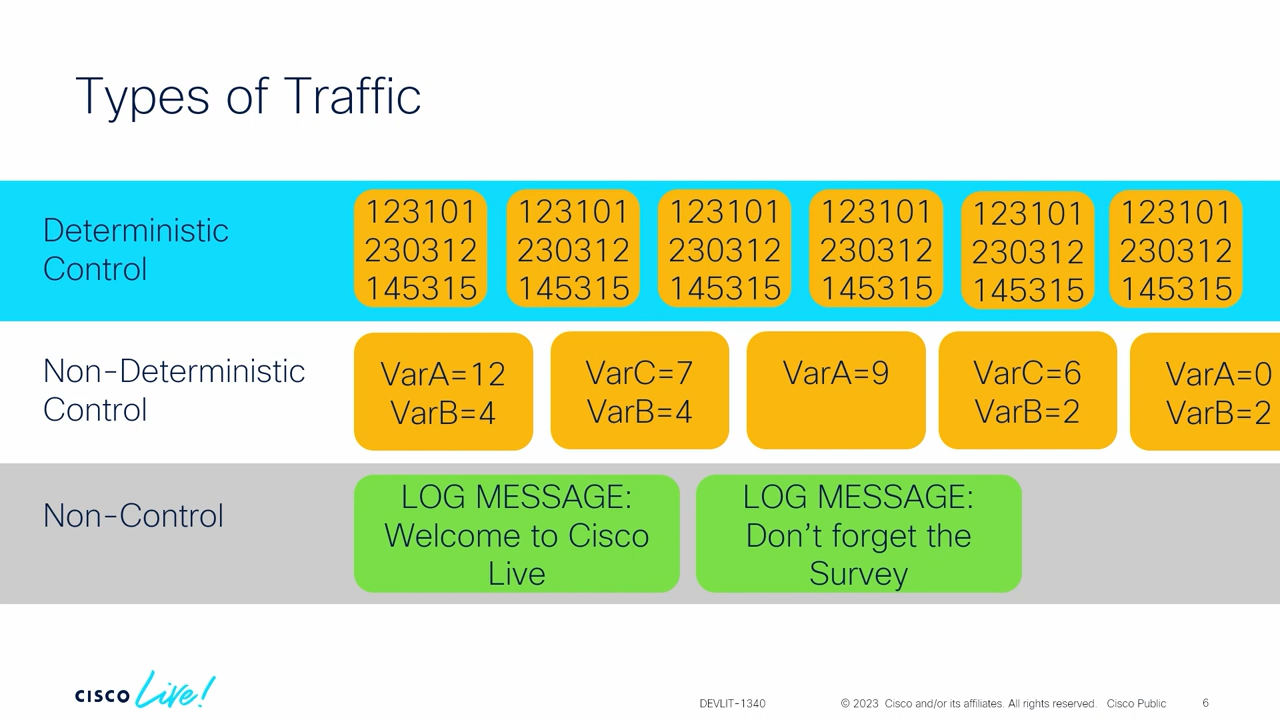 Types of Traffic
Deterministic
Control
123101
230312
145315
123101
230312
145315
123101
230312
145315
123101
230312
145315
123101
230312
145315
123101
230312
145315
Non-Deterministic
Control
VarA=12
VarB=4
VarC=7
VarB=4
VarA=9
VarC=6
VarB=2
VarA=0
VarB=2
Non-Control
LOG MESSAGE:
Welcome to Cisco
Live
LOG MESSAGE:
Don’t forget the
Survey
CISCO Live!
DEVLIT-1340
© 2023 Cisco and/or its affiliates. All rights reserved. Cisco Public
6